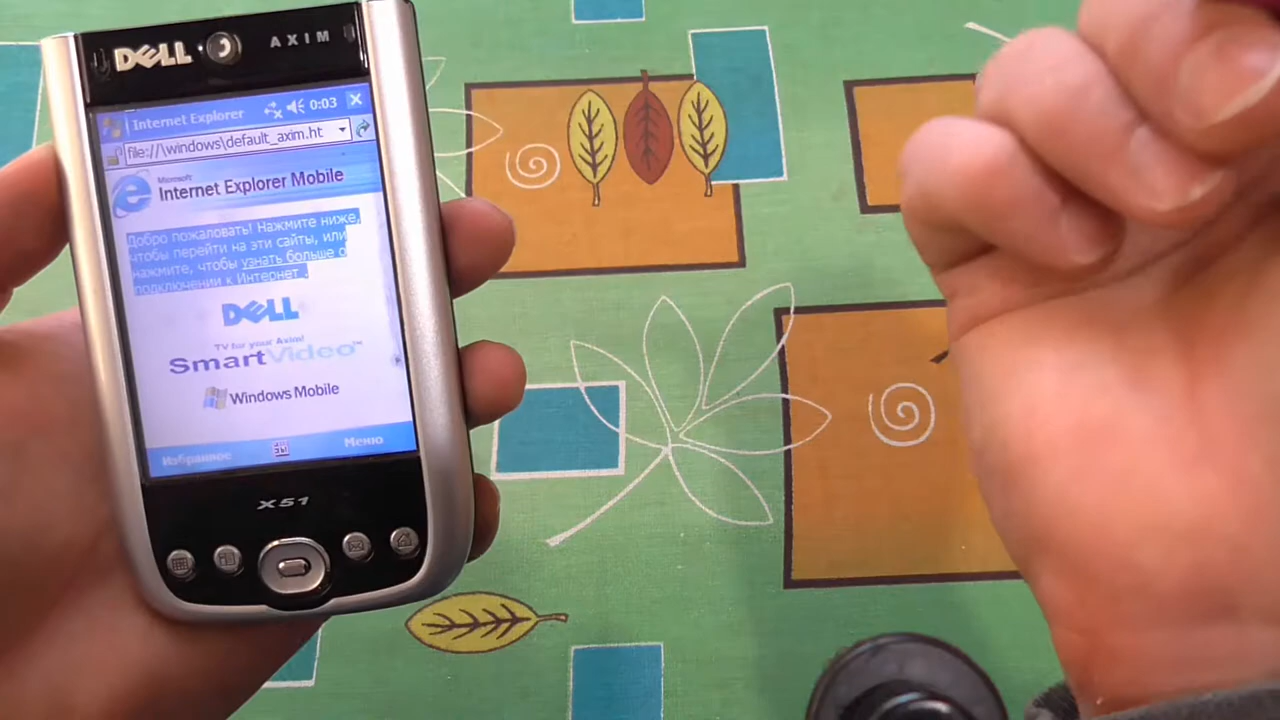 DELL AXIM
Internet Explorer 0:03
file://\windows\default_axim.ht
Microsoft
Internet Explorer Mobile
Добро пожаловать! Нажмите ниже,
чтобы перейти на эти сайты, или
нажмите, чтобы узнать больше о
подключении к Интернет .
DELL
TV for your Axim!
SmartVideo™
Windows Mobile
Избранное Меню
X51